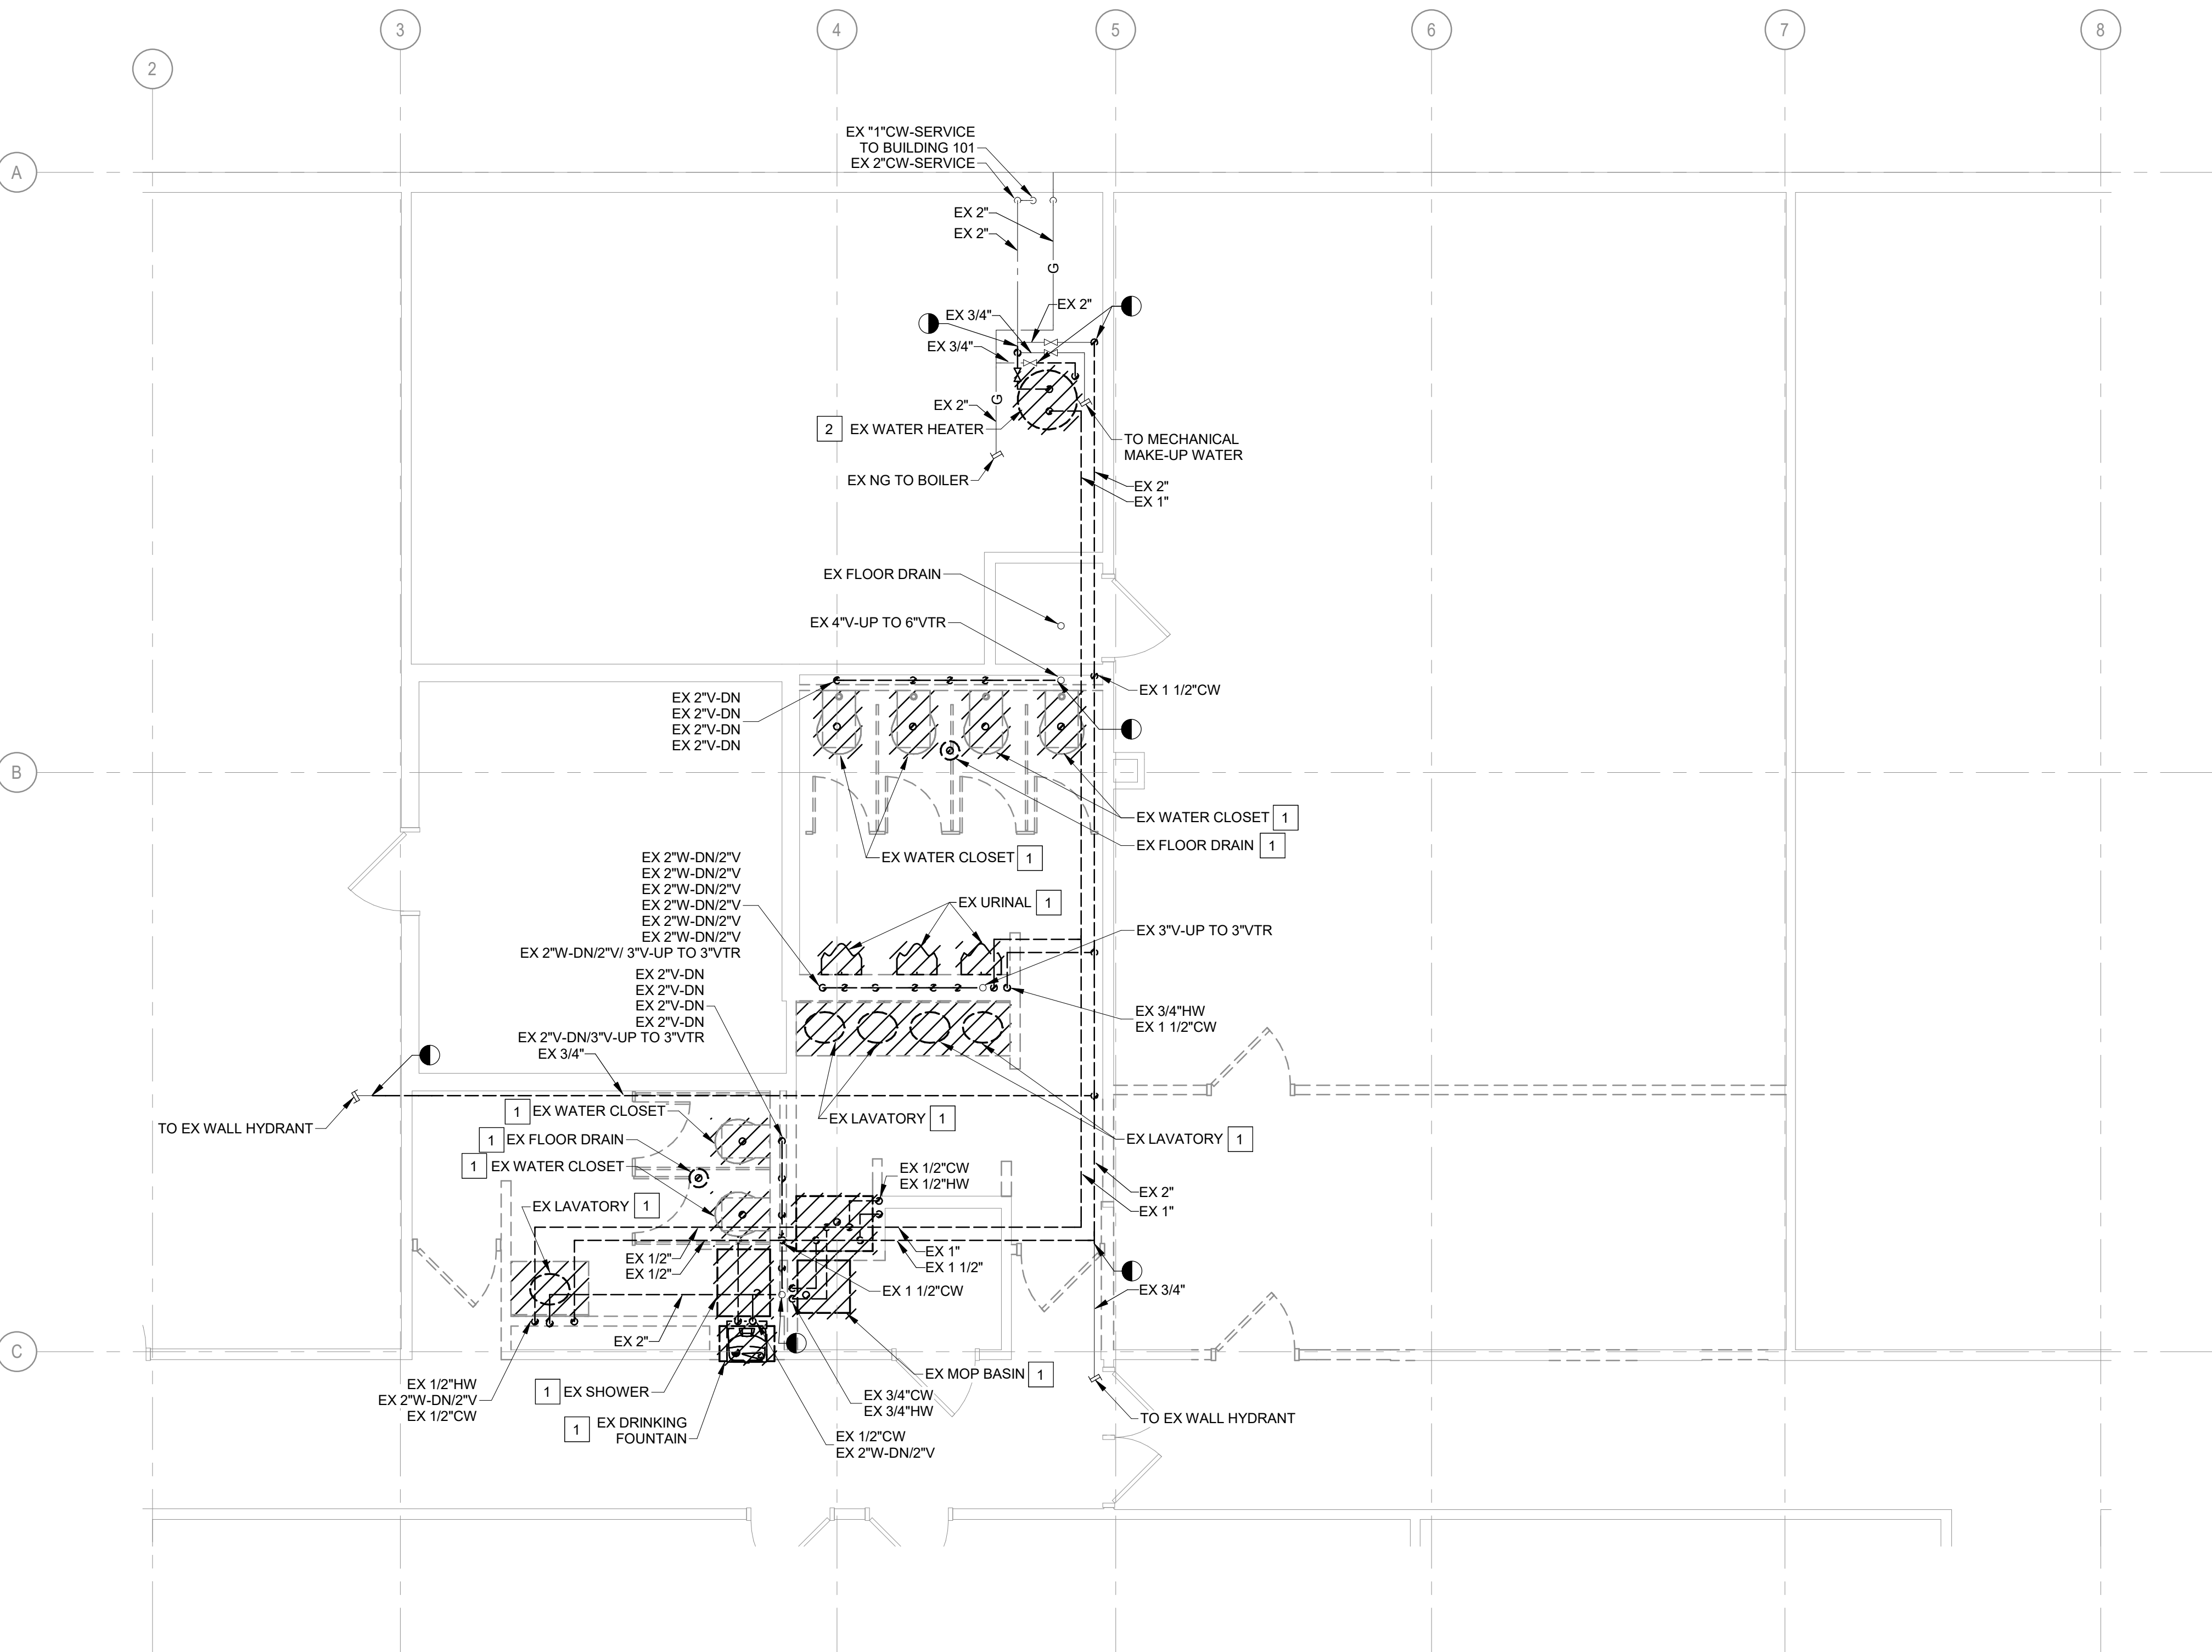 3
4
5
6
7
8
2
EX "1"CW-SERVICE
TO BUILDING 101
EX 2"CW-SERVICE
A
EX 2"
EX 2"
G
EX 2"
EX 3/4"
EX 3/4"
G
EX 2"
2 EX WATER HEATER
TO MECHANICAL
MAKE-UP WATER
EX NG TO BOILER
EX 2"
EX 1"
EX FLOOR DRAIN
EX 4"V-UP TO 6"VTR
EX 1 1/2"CW
EX 2"V-DN
EX 2"V-DN
EX 2"V-DN
EX 2"V-DN
B
EX WATER CLOSET 1
EX FLOOR DRAIN 1
EX WATER CLOSET 1
EX 2"W-DN/2"V
EX 2"W-DN/2"V
EX 2"W-DN/2"V
EX 2"W-DN/2"V
EX 2"W-DN/2"V
EX 2"W-DN/2"V
EX 2"W-DN/2"V/ 3"V-UP TO 3"VTR
EX URINAL 1
EX 3"V-UP TO 3"VTR
EX 2"V-DN
EX 2"V-DN
EX 2"V-DN
EX 2"V-DN
EX 2"V-DN/3"V-UP TO 3"VTR
EX 3/4"
EX 3/4"HW
EX 1 1/2"CW
TO EX WALL HYDRANT
1 EX WATER CLOSET
1 EX FLOOR DRAIN
1 EX WATER CLOSET
EX LAVATORY 1
EX LAVATORY 1
EX 1/2"CW
EX 1/2"HW
EX LAVATORY 1
EX 2"
EX 1"
EX 1/2"
EX 1/2"
EX 1"
EX 1 1/2"
EX 1 1/2"CW
EX 3/4"
EX 2"
C
EX MOP BASIN 1
EX 1/2"HW
EX 2"W-DN/2"V
EX 1/2"CW
1 EX SHOWER
EX 3/4"CW
EX 3/4"HW
1 EX DRINKING
FOUNTAIN
TO EX WALL HYDRANT
EX 1/2"CW
EX 2"W-DN/2"V